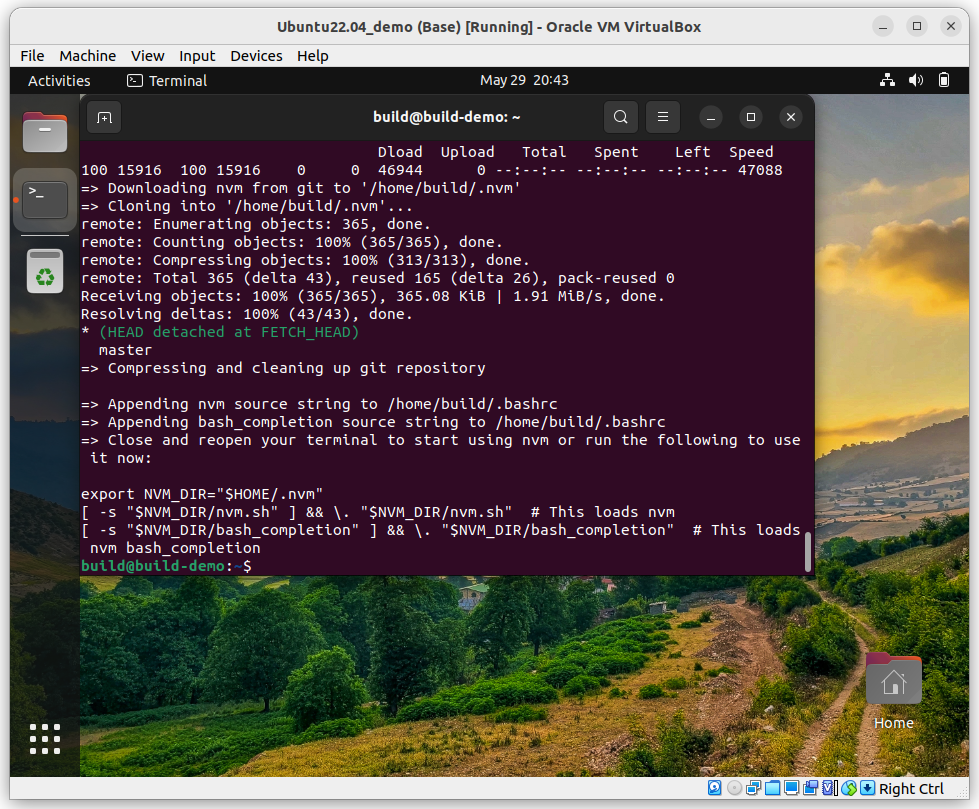 Ubuntu22.04_demo (Base) [Running] - Oracle VM VirtualBox
File Machine View Input Devices Help
Activities Terminal May 29 20:43
build@build-demo: ~
Dload Upload Total Spent Left Speed
100 15916 100 15916 0 0 46944 0 --:--:-- --:--:-- --:--:-- 47088
=> Downloading nvm from git to '/home/build/.nvm'
=> Cloning into '/home/build/.nvm'...
remote: Enumerating objects: 365, done.
remote: Counting objects: 100% (365/365), done.
remote: Compressing objects: 100% (313/313), done.
remote: Total 365 (delta 43), reused 165 (delta 26), pack-reused 0
Receiving objects: 100% (365/365), 365.08 KiB | 1.91 MiB/s, done.
Resolving deltas: 100% (43/43), done.
* (HEAD detached at FETCH_HEAD)
master
=> Compressing and cleaning up git repository
=> Appending nvm source string to /home/build/.bashrc
=> Appending bash_completion source string to /home/build/.bashrc
=> Close and reopen your terminal to start using nvm or run the following to use
it now:
export NVM_DIR="$HOME/.nvm"
[ -s "$NVM_DIR/nvm.sh" ] && \. "$NVM_DIR/nvm.sh" # This loads nvm
[ -s "$NVM_DIR/bash_completion" ] && \. "$NVM_DIR/bash_completion" # This loads
nvm bash_completion
build@build-demo:~$
Home
Right Ctrl